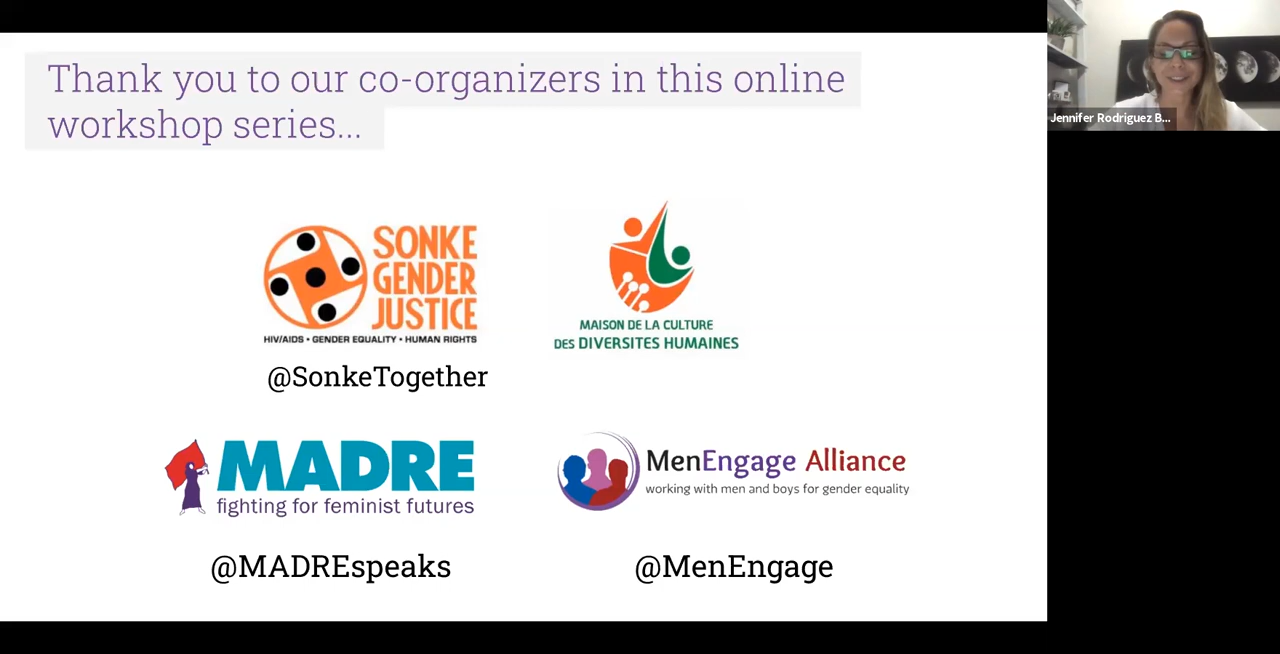 Thank you to our co-organizers in this online
workshop series...
Jennifer Rodriguez B...
SONKE
GENDER
JUSTICE
HIV/AIDS • GENDER EQUALITY • HUMAN RIGHTS
@SonkeTogether
MAISON DE LA CULTURE
DES DIVERSITES HUMAINES
MADRE
fighting for feminist futures
@MADREspeaks
MenEngage Alliance
working with men and boys for gender equality
@MenEngage